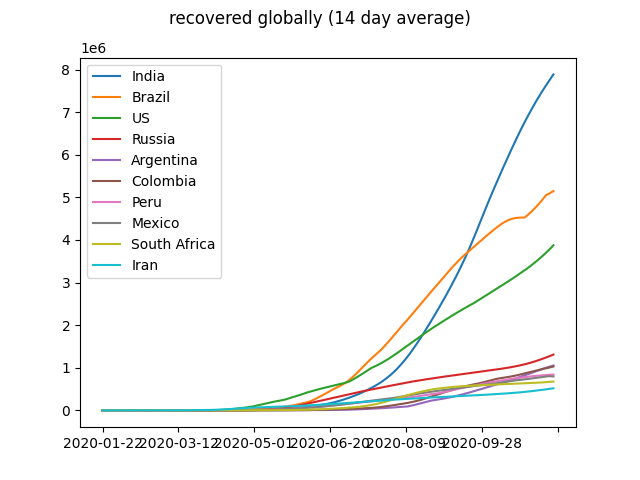 recovered globally (14 day average)
1e6
8
7
6
5
4
3
2
1
0
India
Brazil
US
Russia
Argentina
Colombia
Peru
Mexico
South Africa
Iran
2020-01-22 2020-03-12 2020-05-01 2020-06-20 2020-08-09 2020-09-28